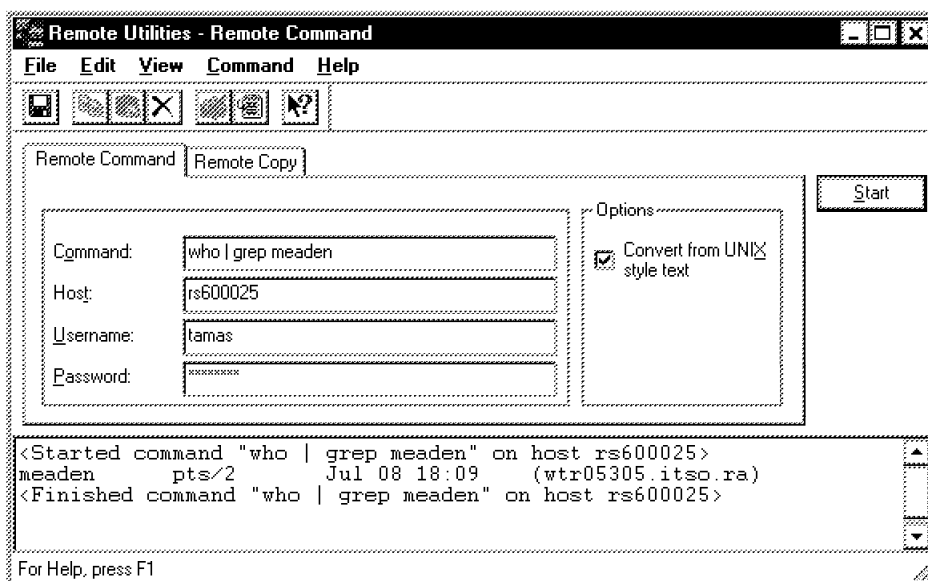 Remote Utilities - Remote Command
File Edit View Command Help
Remote Command Remote Copy
Start
Options
Command: who | grep meaden
Convert from UNIX
style text
Host: rs600025
Username: tamas
Password: ********
<Started command "who | grep meaden" on host rs600025>
meaden pts/2 Jul 08 18:09 (wtr05305.itso.ra)
<Finished command "who | grep meaden" on host rs600025>
For Help, press F1